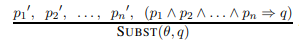 p₁′, p₂′, …, pₙ′, (p₁ ∧ p₂ ∧ … ∧ pₙ ⇒ q)
SUBST(θ, q)